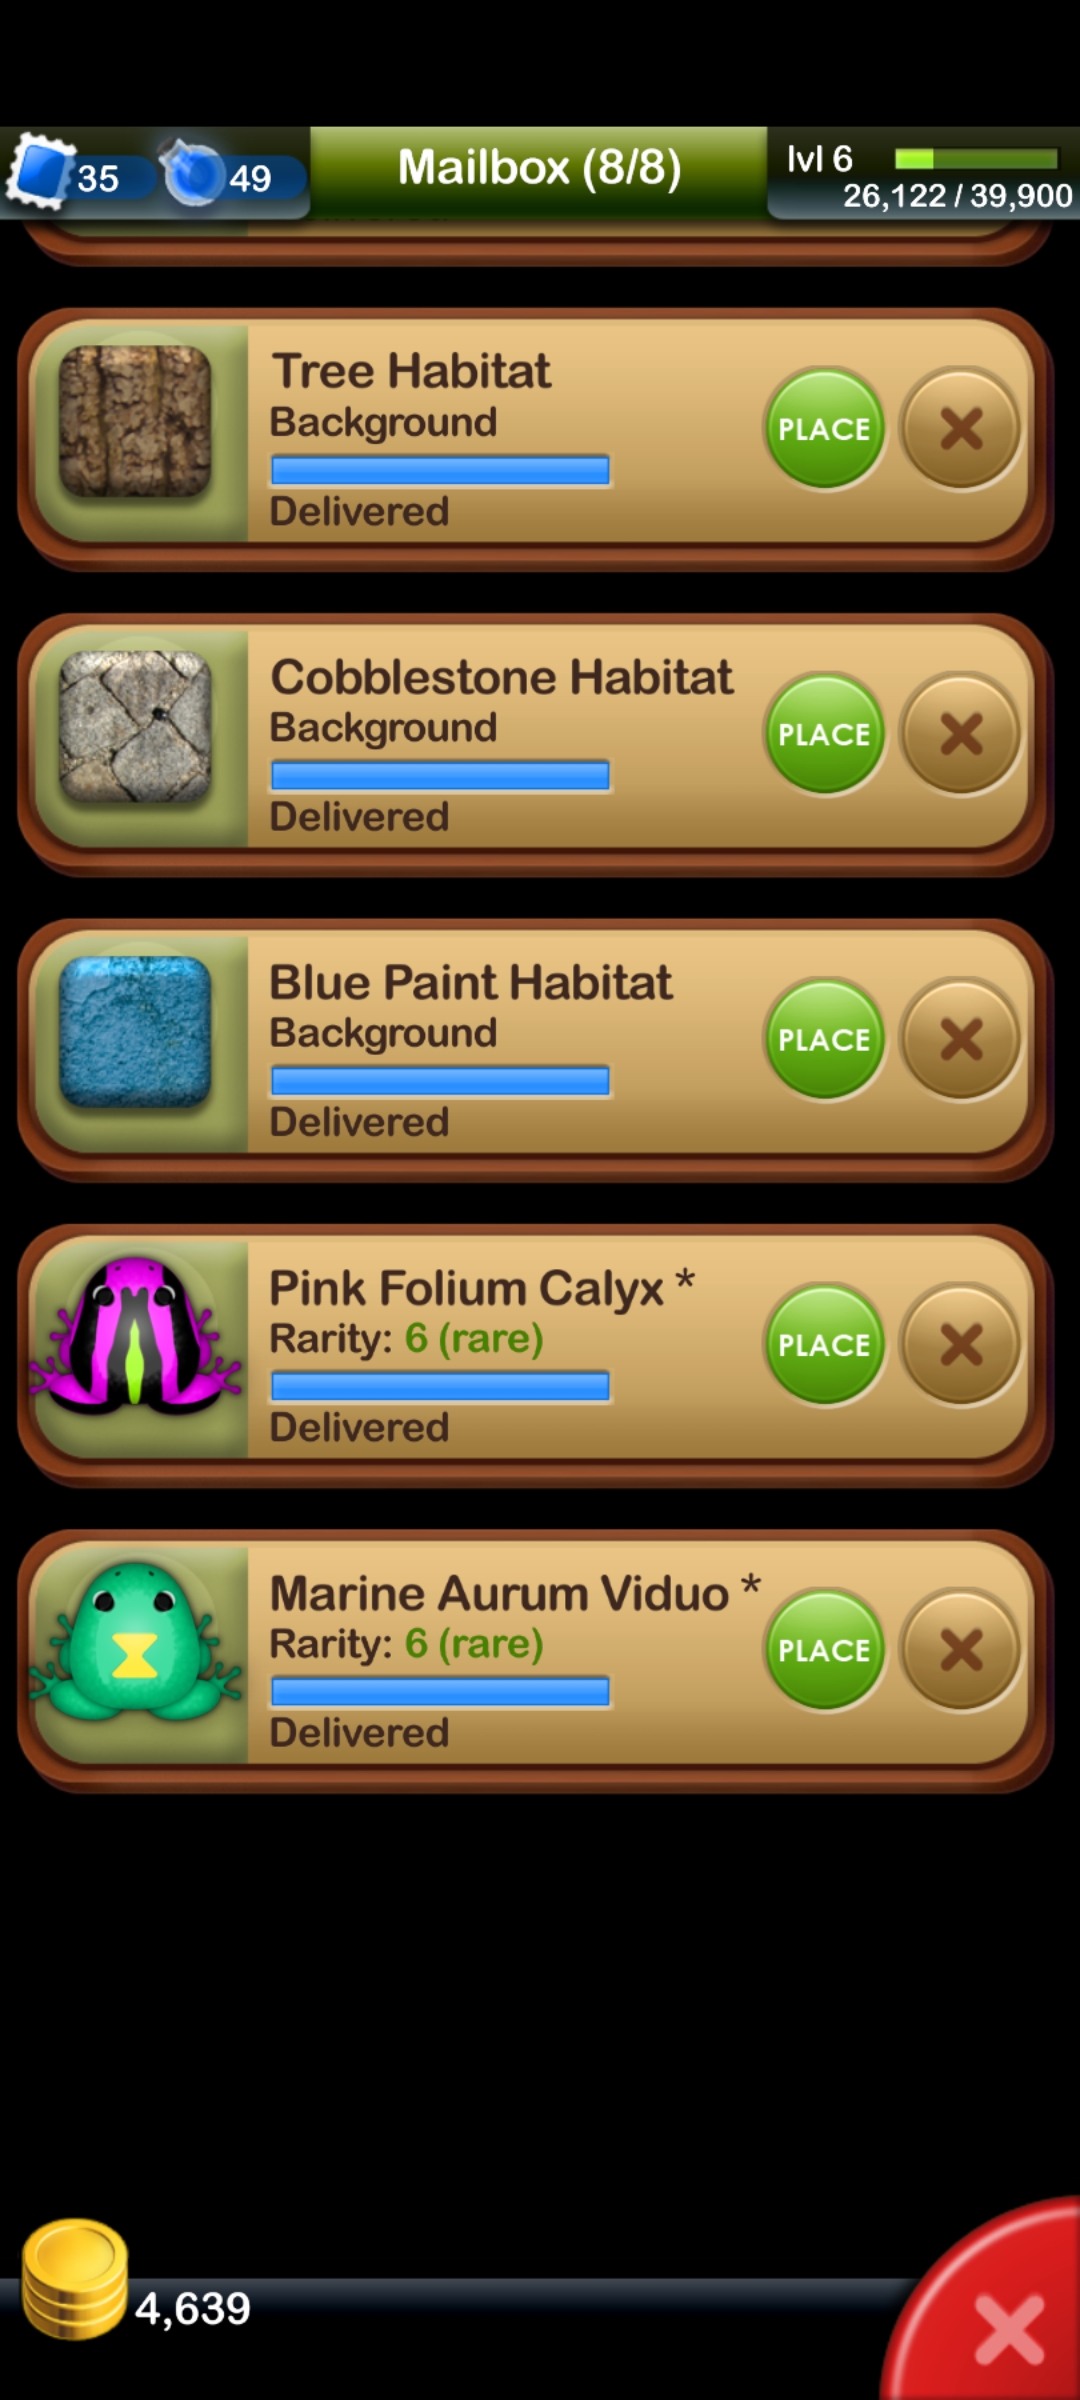 35
49
Mailbox (8/8)
lvl 6
26,122 / 39,900
Tree Habitat
Background
Delivered
PLACE
Cobblestone Habitat
Background
Delivered
PLACE
Blue Paint Habitat
Background
Delivered
PLACE
Pink Folium Calyx *
Rarity: 6 (rare)
Delivered
PLACE
Marine Aurum Viduo *
Rarity: 6 (rare)
Delivered
PLACE
4,639